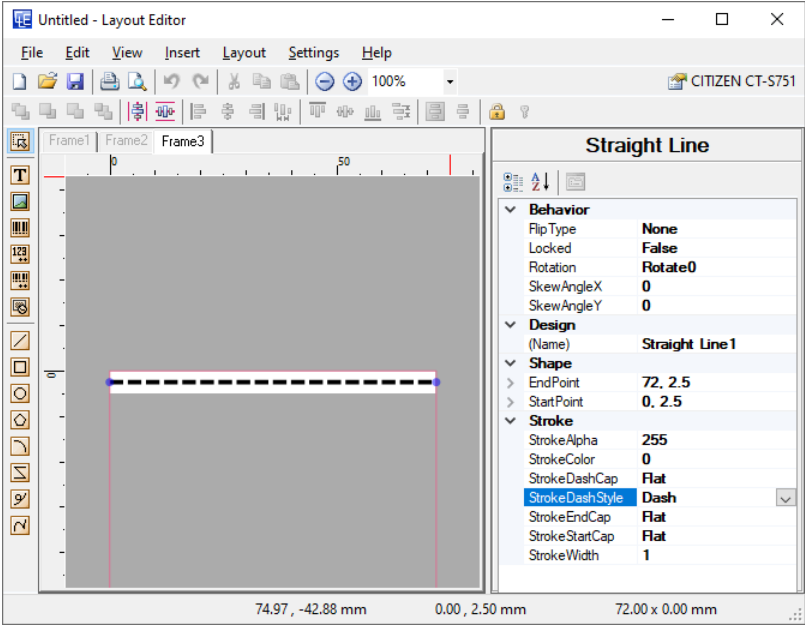 Untitled - Layout Editor
File Edit View Insert Layout Settings Help
100%
CITIZEN CT-S751
Frame1 Frame2 Frame3
0 50
0
T
123
Straight Line
Behavior
FlipType None
Locked False
Rotation Rotate0
SkewAngleX 0
SkewAngleY 0
Design
(Name) Straight Line1
Shape
EndPoint 72, 2.5
StartPoint 0, 2.5
Stroke
StrokeAlpha 255
StrokeColor 0
StrokeDashCap Flat
StrokeDashStyle Dash
StrokeEndCap Flat
StrokeStartCap Flat
StrokeWidth 1
74.97 , -42.88 mm 0.00 , 2.50 mm 72.00 x 0.00 mm